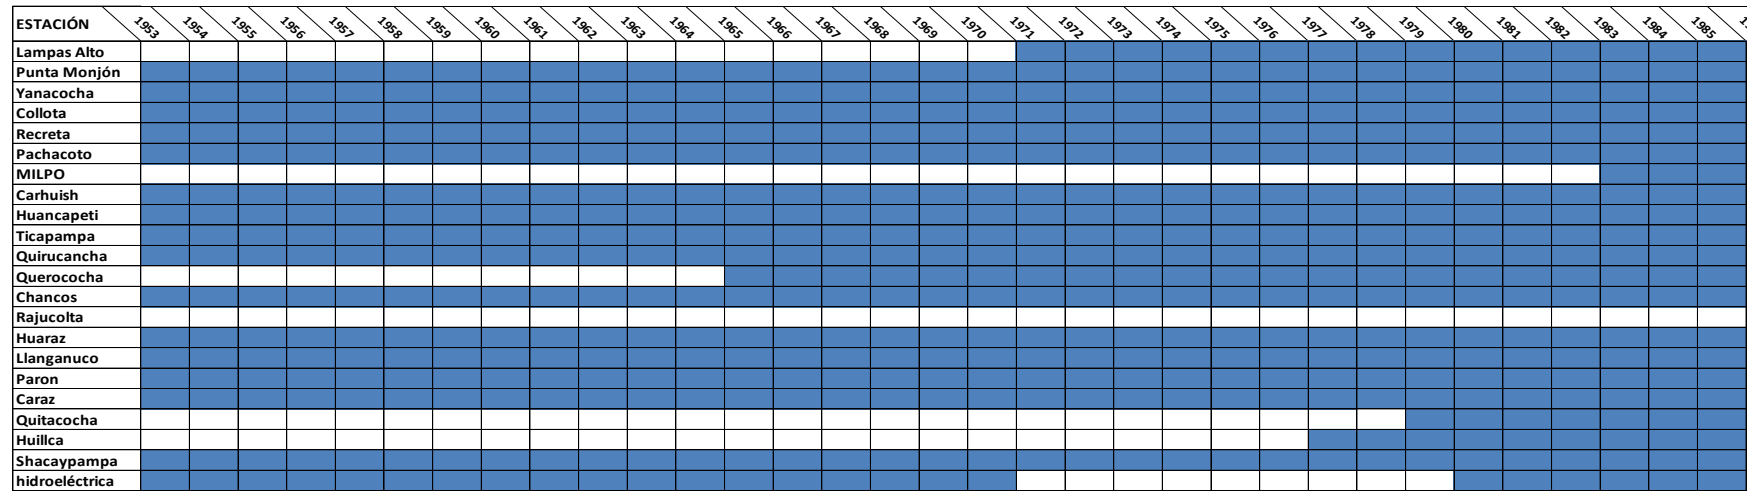 ESTACIÓN 1953 1954 1955 1956 1957 1958 1959 1960 1961 1962 1963 1964 1965 1966 1967 1968 1969 1970 1971 1972 1973 1974 1975 1976 1977 1978 1979 1980 1981 1982 1983 1984 1985
Lampas Alto
Punta Monjón
Yanacocha
Collota
Recreta
Pachacoto
MILPO
Carhuish
Huancapeti
Ticapampa
Quirucancha
Querococha
Chancos
Rajucolta
Huaraz
Llanganuco
Paron
Caraz
Quitacocha
Huillca
Shacaypampa
hidroeléctrica